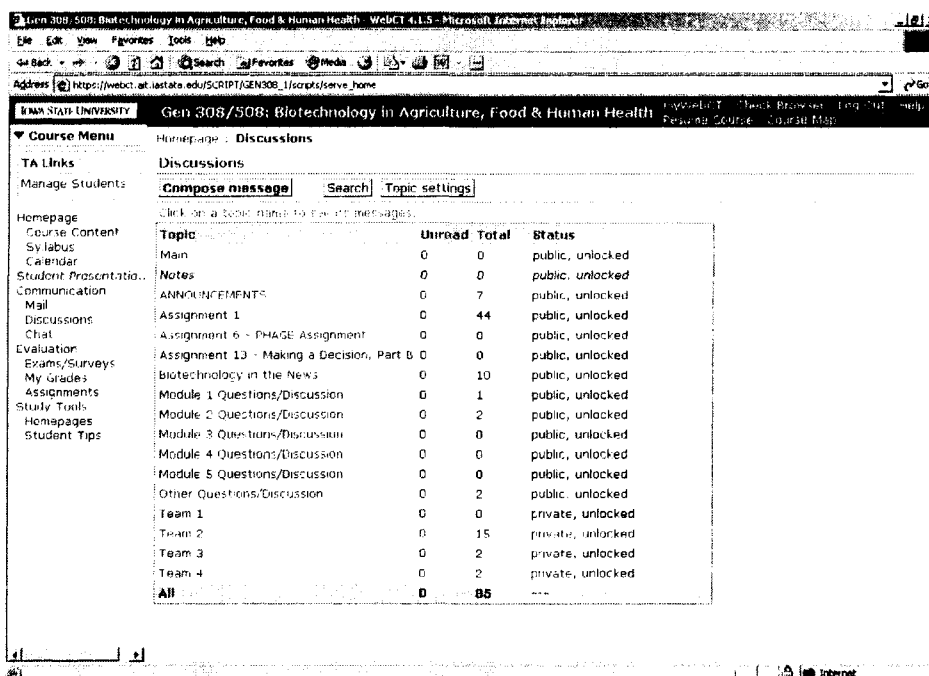 Gen 308/508: Biotechnology in Agriculture, Food & Human Health - WebCT 4.1.5 - Microsoft Internet Explorer
File Edit View Favorites Tools Help
Back Search Favorites Media
Address https://webct.ait.iastate.edu/SCRIPT/GEN308_1/scripts/serve_home Go
IOWA STATE UNIVERSITY Gen 308/508: Biotechnology in Agriculture, Food & Human Health myWebCT Check Browser Log Out Help
Resume Course Course Map
Course Menu
TA Links
Manage Students
Homepage
Course Content
Syllabus
Calendar
Student Presentatio..
Communication
Mail
Discussions
Chat
Evaluation
Exams/Surveys
My Grades
Assignments
Study Tools
Homepages
Student Tips
Homepage : Discussions
Discussions
Compose message Search Topic settings
Click on a topic name to see its messages.
Topic Unread Total Status
Main 0 0 public, unlocked
Notes 0 0 public, unlocked
ANNOUNCEMENTS 0 7 public, unlocked
Assignment 1 0 44 public, unlocked
Assignment 6 - PHAGE Assignment 0 0 public, unlocked
Assignment 13 - Making a Decision, Part B 0 0 public, unlocked
Biotechnology in the News 0 10 public, unlocked
Module 1 Questions/Discussion 0 1 public, unlocked
Module 2 Questions/Discussion 0 2 public, unlocked
Module 3 Questions/Discussion 0 0 public, unlocked
Module 4 Questions/Discussion 0 0 public, unlocked
Module 5 Questions/Discussion 0 0 public, unlocked
Other Questions/Discussion 0 2 public, unlocked
Team 1 0 0 private, unlocked
Team 2 0 15 private, unlocked
Team 3 0 2 private, unlocked
Team 4 0 2 private, unlocked
All 0 85 ---
Internet